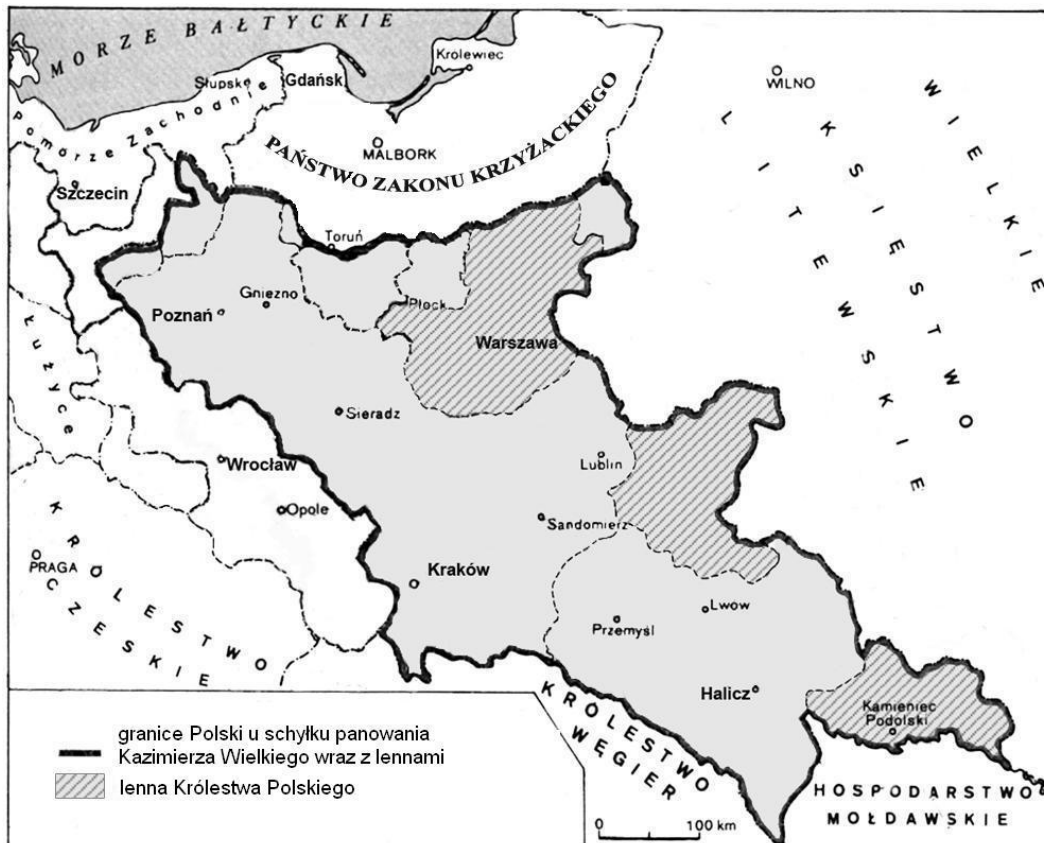 MORZE BAŁTYCKIE
Królewiec
Słupsk
Gdańsk
WILNO
Pomorze Zachodnie
MALBORK
PAŃSTWO ZAKONU KRZYŻACKIEGO
WIELKIE
KSIĘSTWO
LITEWSKIE
Szczecin
Toruń
Gniezno
Płock
Poznań
Warszawa
Łużyce
Sieradz
Wrocław
Lublin
Opole
Sandomierz
KRÓLESTWO
CZESKIE
PRAGA
Kraków
Lwów
Przemyśl
Halicz
Kamieniec
Podolski
KRÓLESTWO
WĘGIER
HOSPODARSTWO
MOŁDAWSKIE
granice Polski u schyłku panowania
Kazimierza Wielkiego wraz z lennami
lenna Królestwa Polskiego
0 100 km